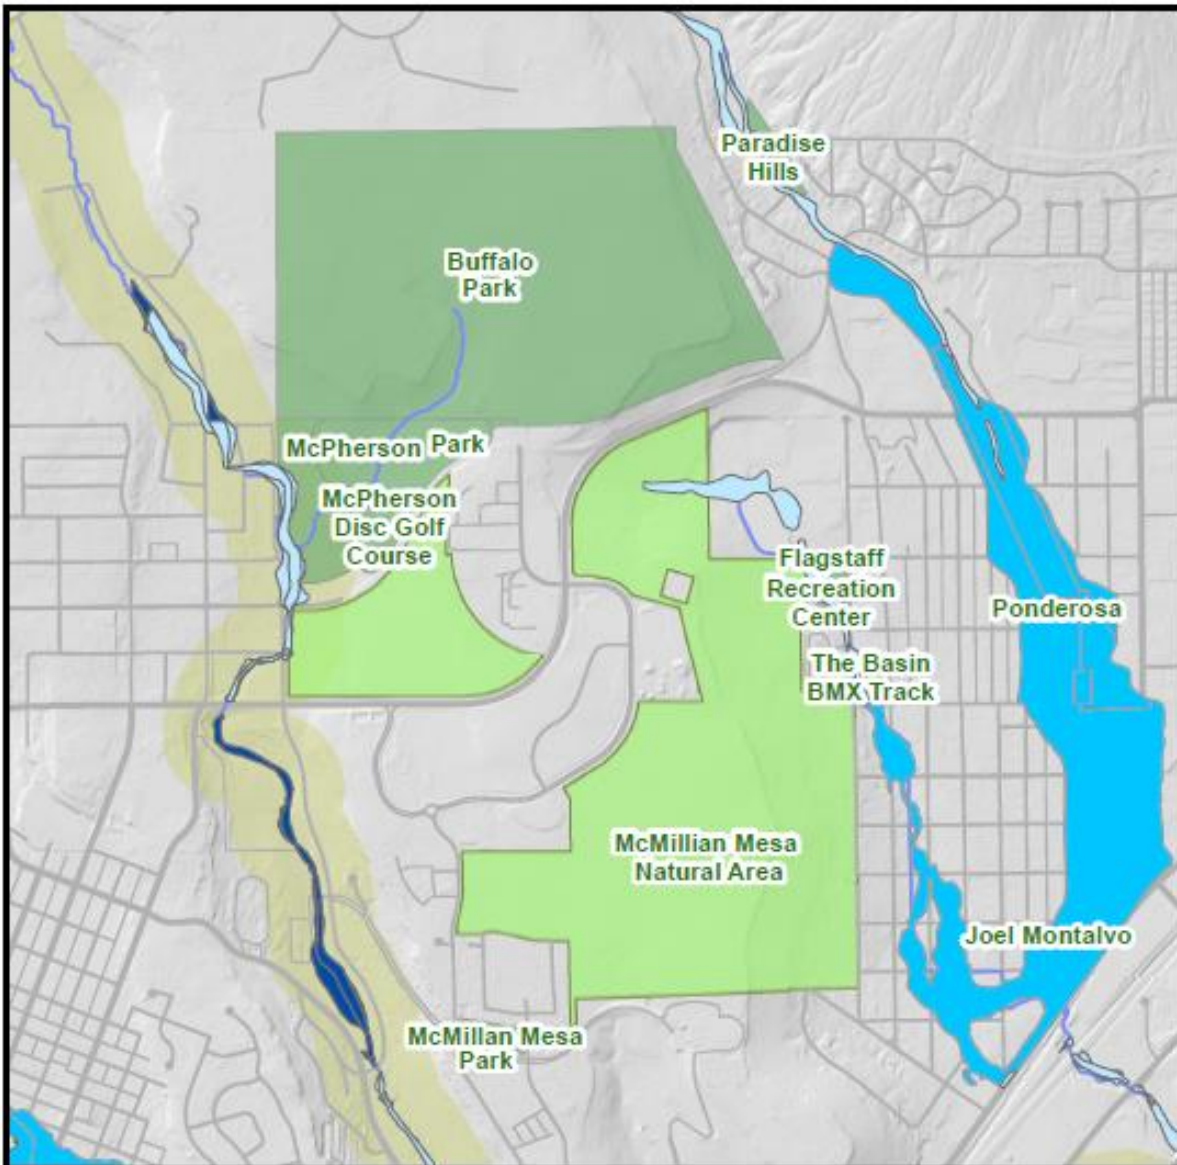 Paradise
Hills
Buffalo
Park
McPherson Park
McPherson
Disc Golf
Course
Flagstaff
Recreation
Center
Ponderosa
The Basin
BMX Track
McMillian Mesa
Natural Area
Joel Montalvo
McMillan Mesa
Park